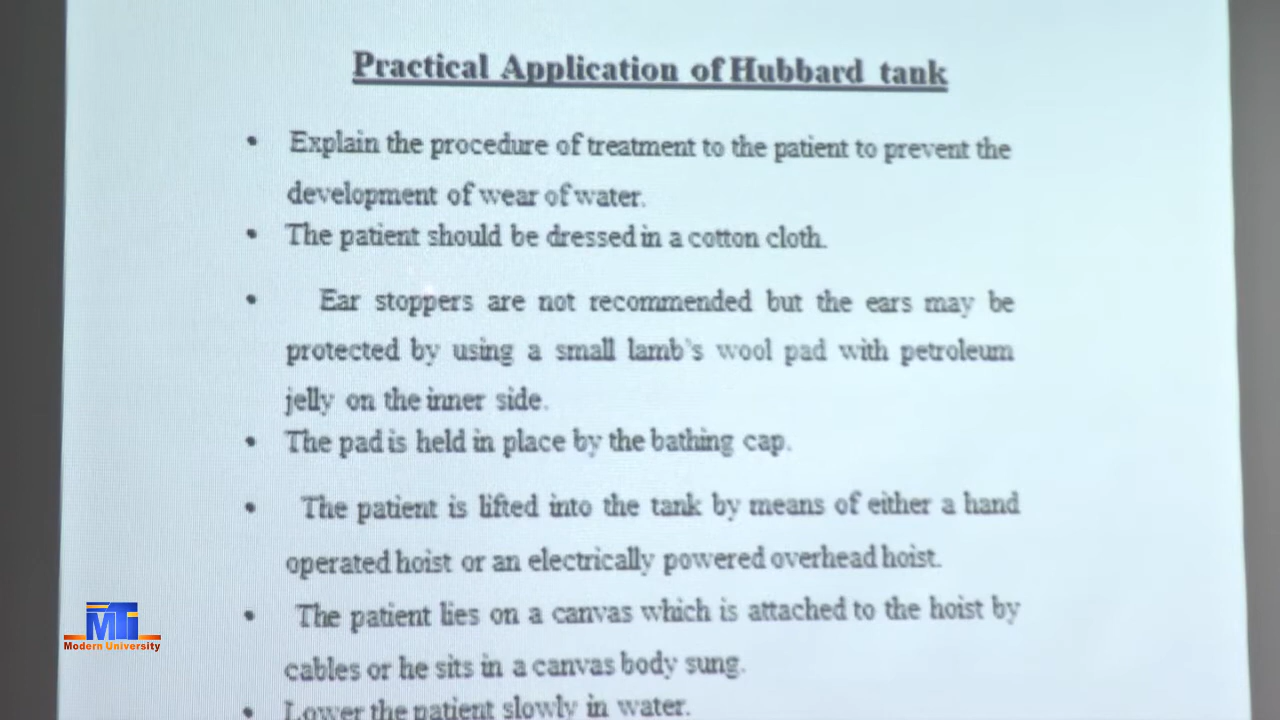 Practical Application of Hubbard tank
• Explain the procedure of treatment to the patient to prevent the
development of wear of water.
• The patient should be dressed in a cotton cloth.
• Ear stoppers are not recommended but the ears may be
protected by using a small lamb's wool pad with petroleum
jelly on the inner side.
• The pad is held in place by the bathing cap.
• The patient is lifted into the tank by means of either a hand
operated hoist or an electrically powered overhead hoist.
• The patient lies on a canvas which is attached to the hoist by
cables or he sits in a canvas body sung.
• Lower the patient slowly in water.
MTI
Modern University